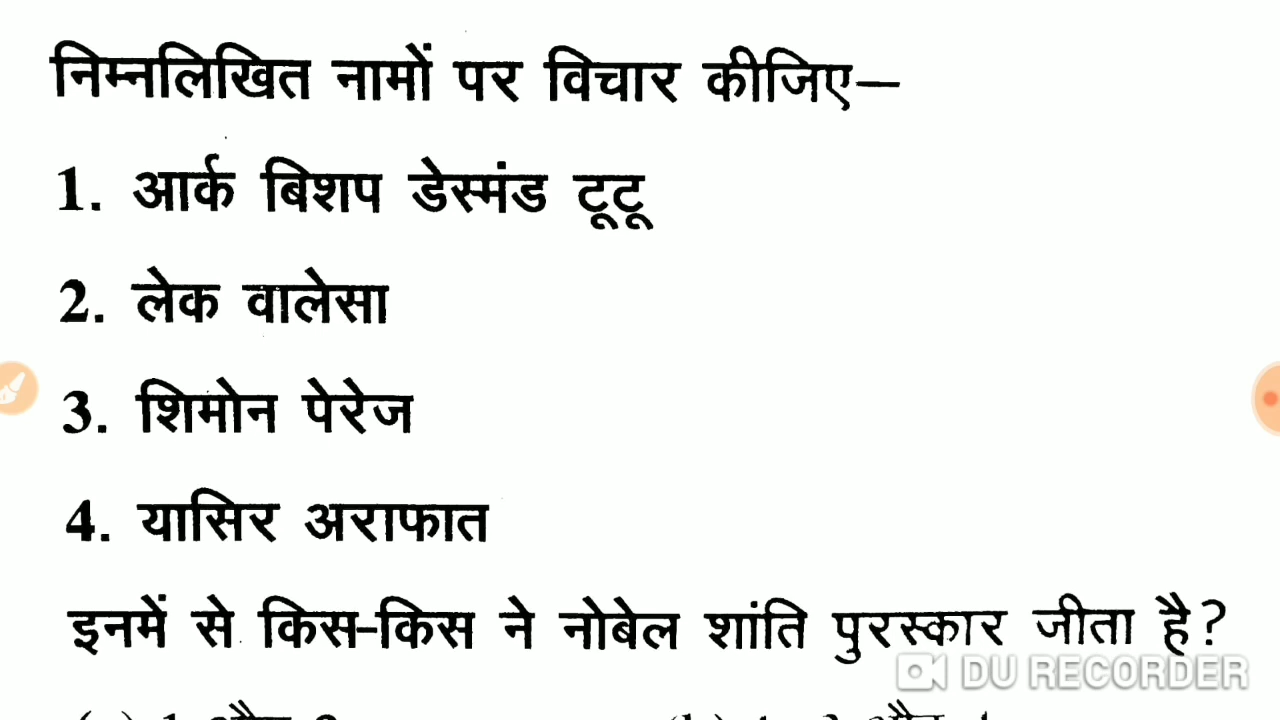 निम्नलिखित नामों पर विचार कीजिए–
1. आर्क बिशप डेस्मंड टूटू
2. लेक वालेसा
3. शिमोन पेरेज
4. यासिर अराफात
इनमें से किस-किस ने नोबेल शांति पुरस्कार जीता है?
DU RECORDER